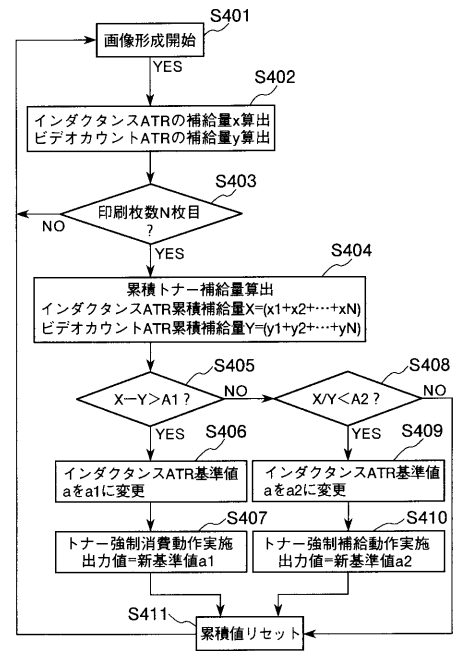 S401
画像形成開始
YES
S402
インダクタンスATRの補給量x算出
ビデオカウントATRの補給量y算出
S403
印刷枚数N枚目
?
NO
YES
S404
累積トナー補給量算出
インダクタンスATR累積補給量X=(x1+x2+…+xN)
ビデオカウントATR累積補給量Y=(y1+y2+…+yN)
S405
X−Y>A1?
NO
YES
S408
X/Y<A2?
NO
YES
S406
インダクタンスATR基準値
aをa1に変更
S409
インダクタンスATR基準値
aをa2に変更
S407
トナー強制消費動作実施
出力値=新基準値a1
S410
トナー強制補給動作実施
出力値=新基準値a2
S411
累積値リセット